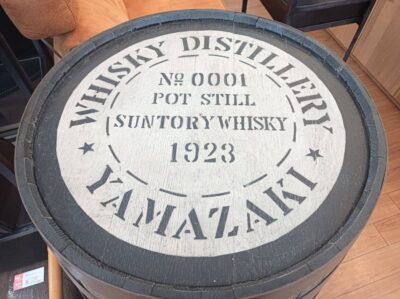 WHISKY DISTILLERY
№ 0001
POT STILL
SUNTORY WHISKY
1923
★ YAMAZAKI ★